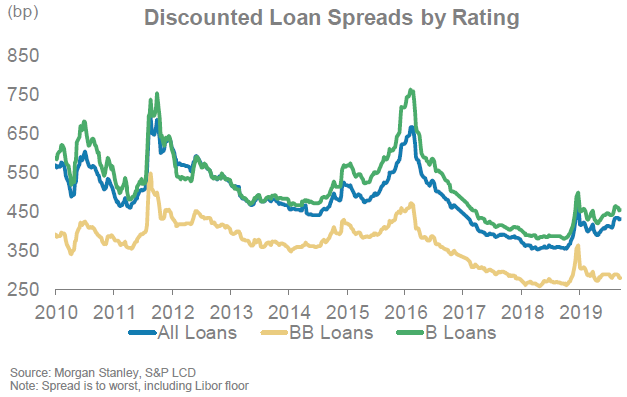 (bp)
Discounted Loan Spreads by Rating
850
750
650
550
450
350
250
2010 2011 2012 2013 2014 2015 2016 2017 2018 2019
All Loans BB Loans B Loans
Source: Morgan Stanley, S&P LCD
Note: Spread is to worst, including Libor floor